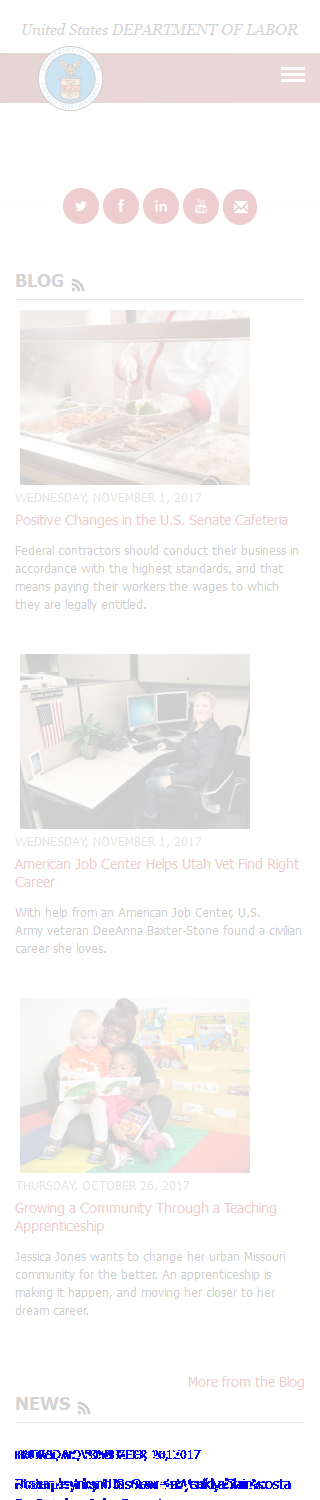 United States DEPARTMENT OF LABOR
BLOG
WEDNESDAY, NOVEMBER 1, 2017
Positive Changes in the U.S. Senate Cafeteria
Federal contractors should conduct their business in
accordance with the highest standards, and that
means paying their workers the wages to which
they are legally entitled.
WEDNESDAY, NOVEMBER 1, 2017
American Job Center Helps Utah Vet Find Right
Career
With help from an American Job Center, U.S.
Army veteran DeeAnna Baxter-Stone found a civilian
career she loves.
THURSDAY, OCTOBER 26, 2017
Growing a Community Through a Teaching
Apprenticeship
Jessica Jones wants to change her urban Missouri
community for the better. An apprenticeship is
making it happen, and moving her closer to her
dream career.
More from the Blog
NEWS